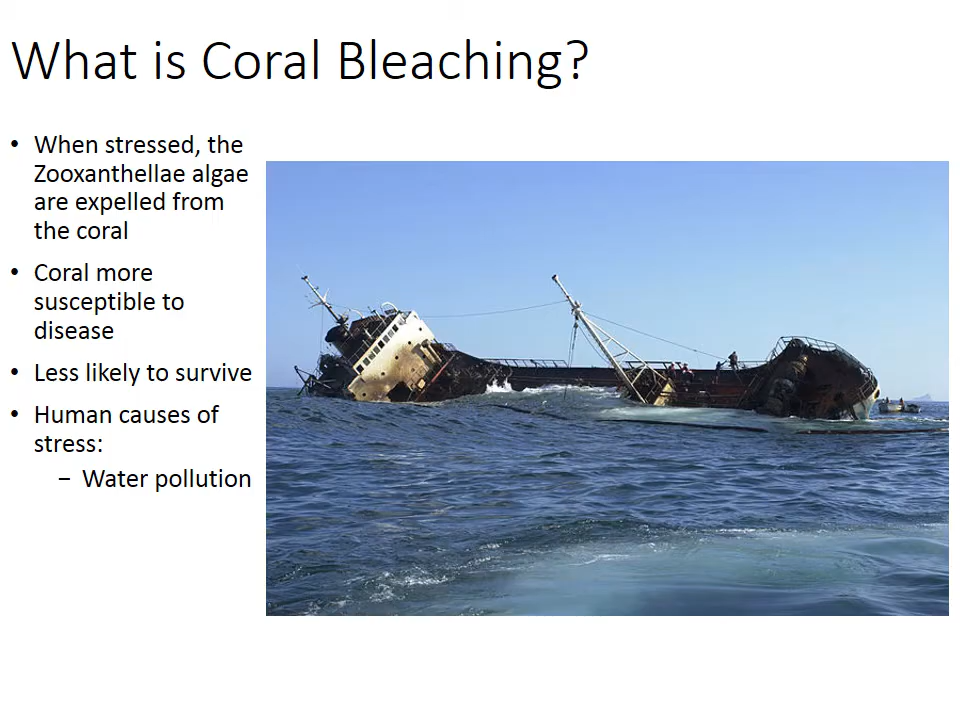 What is Coral Bleaching?
• When stressed, the
Zooxanthellae algae
are expelled from
the coral
• Coral more
susceptible to
disease
• Less likely to survive
• Human causes of
stress:
− Water pollution